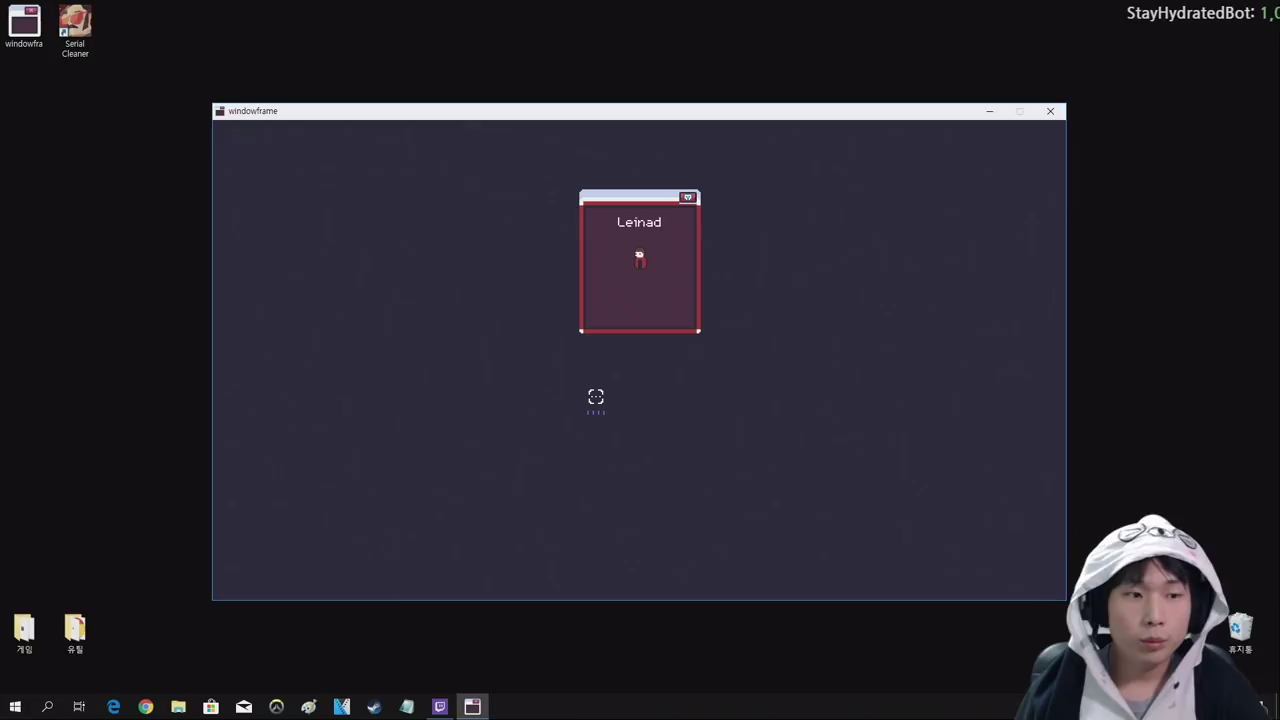 StayHydratedBot: 1,0
windowfra
Serial
Cleaner
windowframe
Leinad
게임
유틸
휴지통